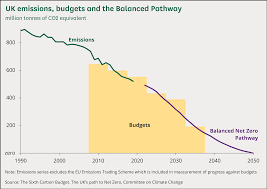 UK emissions, budgets and the Balanced Pathway
million tonnes of CO2 equivalent
Emissions
800
600
400
200
zero
Budgets
Balanced Net Zero
Pathway
1990 2000 2010 2020 2030 2040 2050
Note: Emissions series excludes the EU Emissions Trading Scheme which is included in measurement of progress against budgets
Source: The Sixth Carbon Budget, The UK's path to Net Zero, Committee on Climate Change